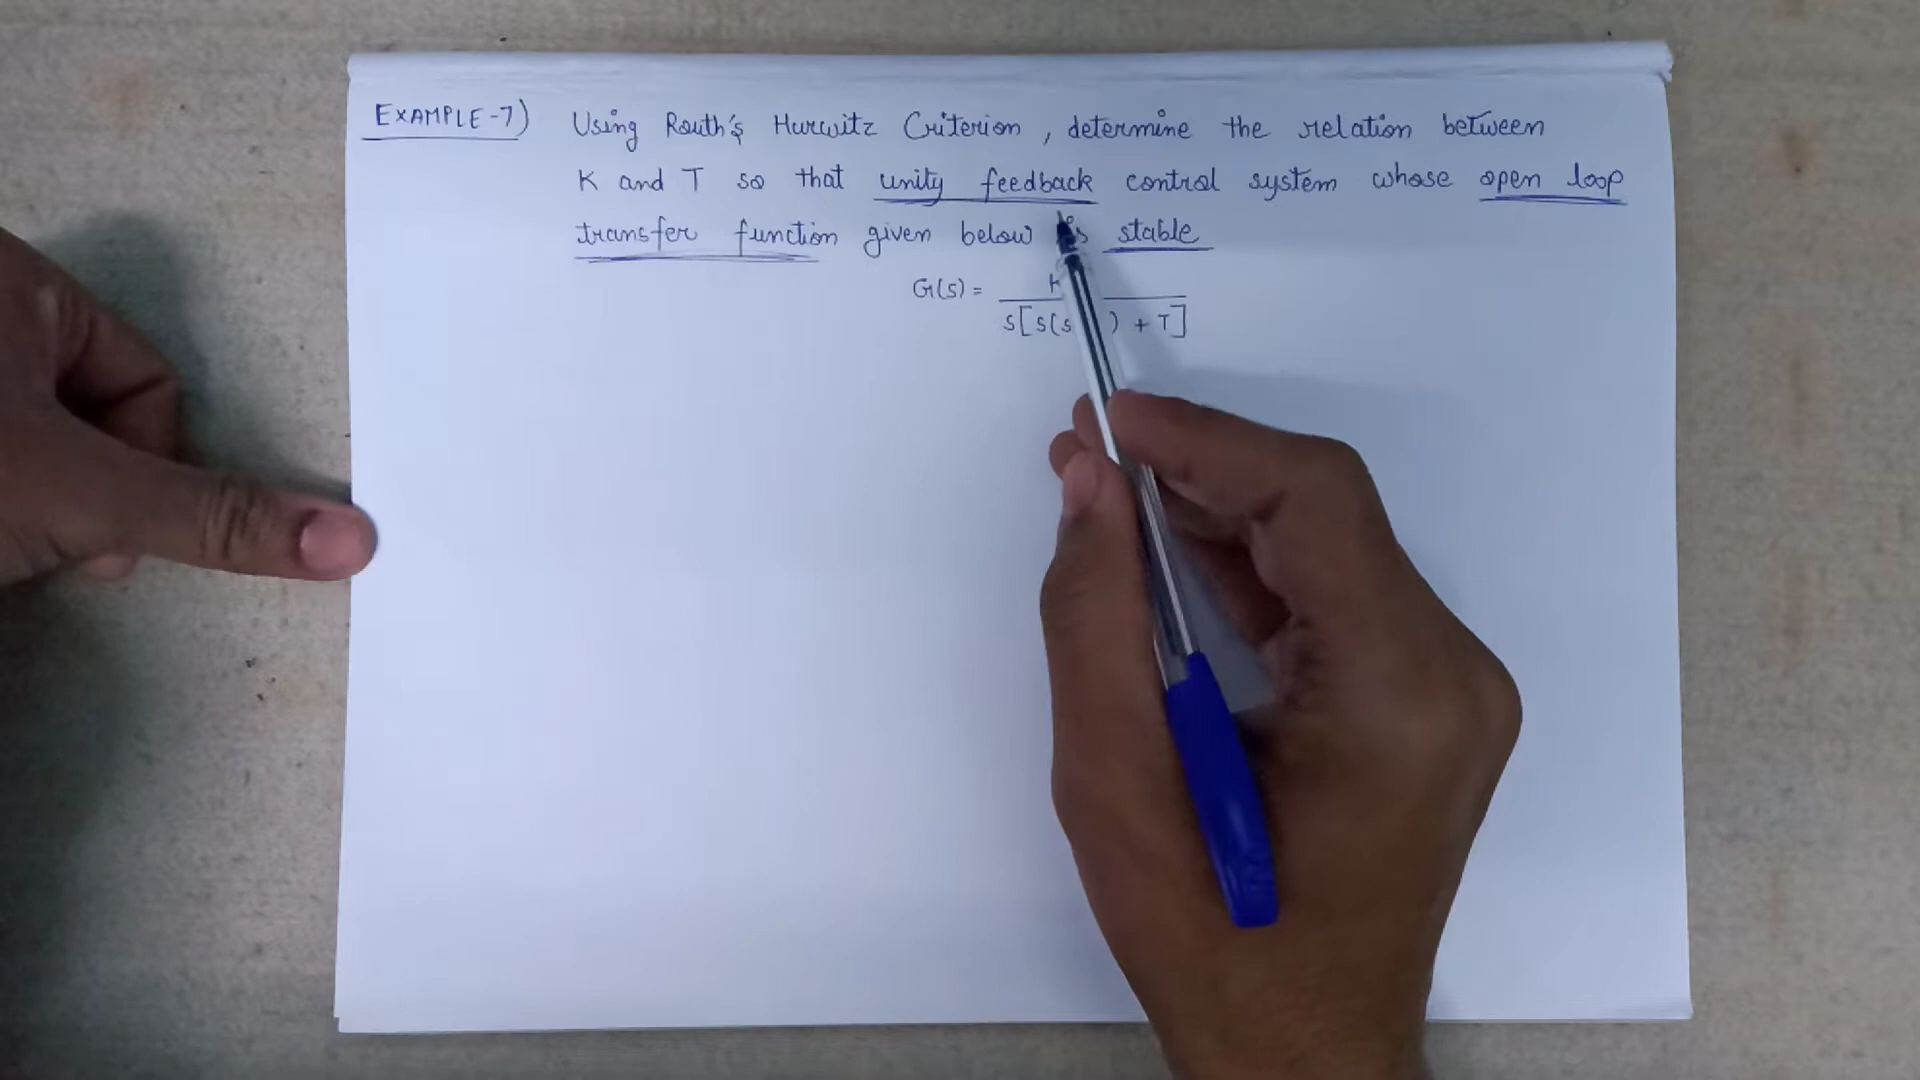 EXAMPLE-7) Using Routh's Hurwitz Criterion, determine the relation between
K and T so that unity feedback control system whose open loop
transfer function given below is stable
G(s) = K
s[s(s ) + T]